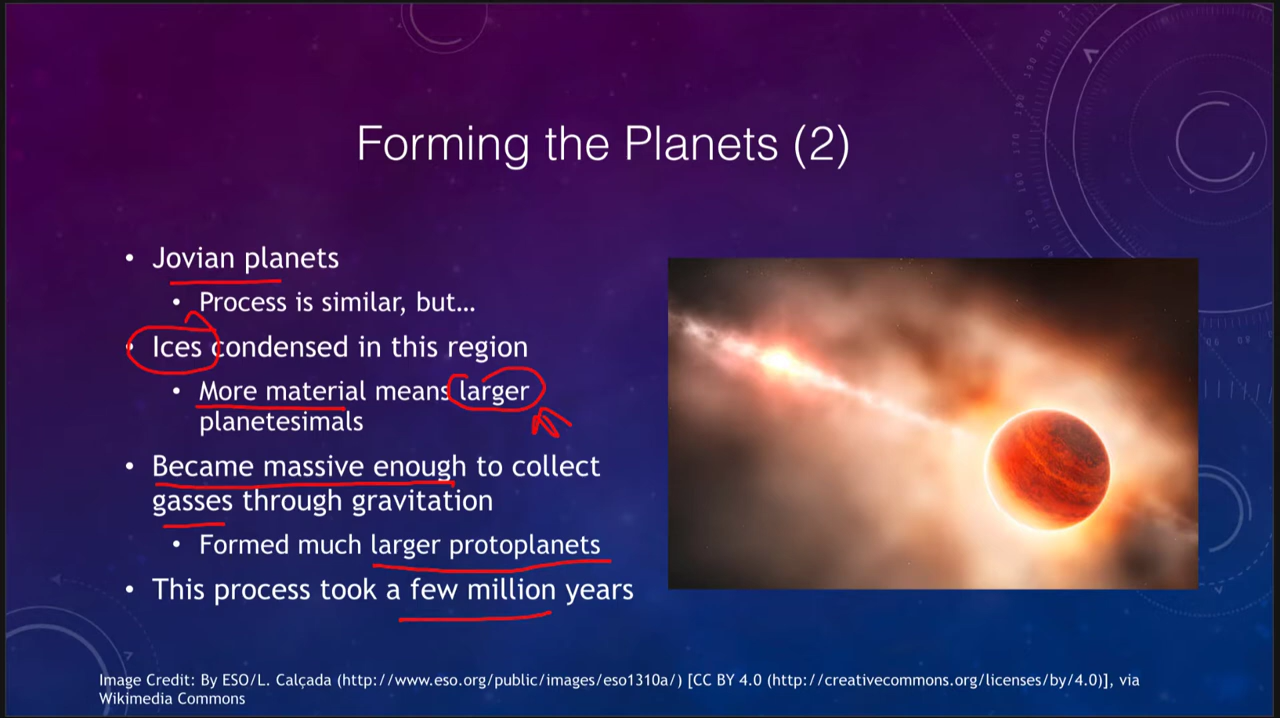 Forming the Planets (2)
• Jovian planets
• Process is similar, but…
• Ices condensed in this region
• More material means larger
planetesimals
• Became massive enough to collect
gasses through gravitation
• Formed much larger protoplanets
• This process took a few million years
Image Credit: By ESO/L. Calçada (http://www.eso.org/public/images/eso1310a/) [CC BY 4.0 (http://creativecommons.org/licenses/by/4.0)], via
Wikimedia Commons